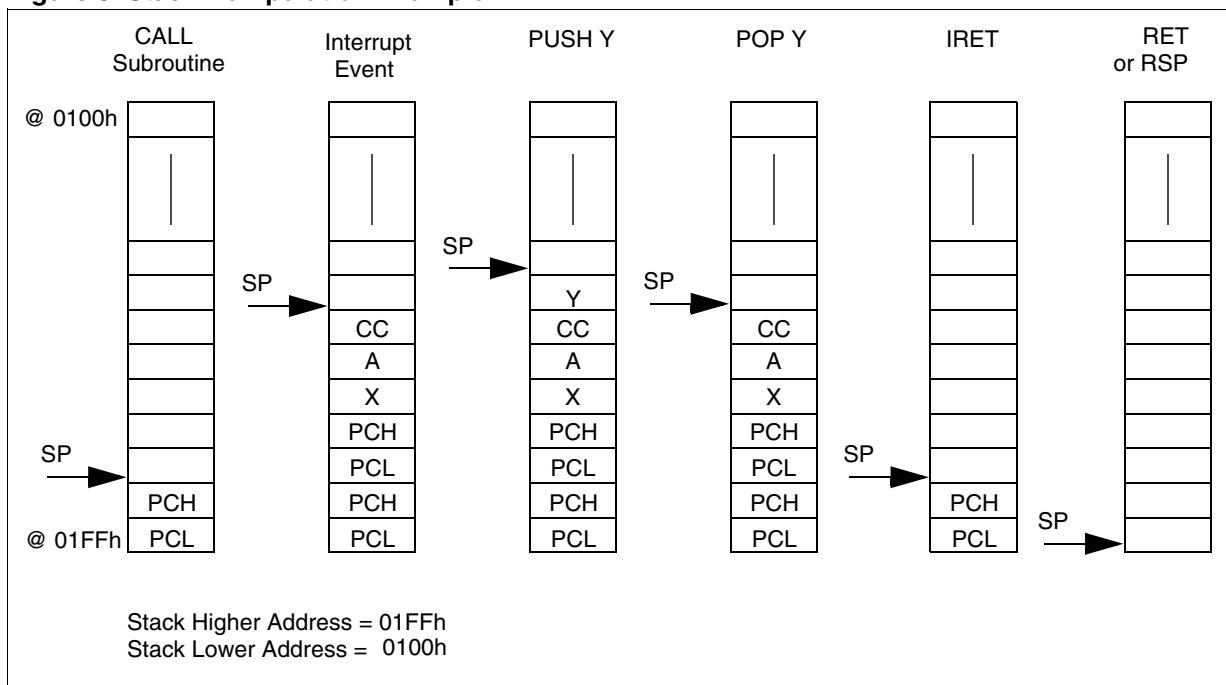 CALL
Subroutine
Interrupt
Event
PUSH Y
POP Y
IRET
RET
or RSP
@ 0100h
SP
SP
SP
Y
CC
CC
CC
A
A
A
X
X
X
PCH
PCH
PCH
SP
PCL
PCL
PCL
SP
PCH
PCH
PCH
PCH
PCH
SP
@ 01FFh
PCL
PCL
PCL
PCL
PCL
Stack Higher Address = 01FFh
Stack Lower Address = 0100h